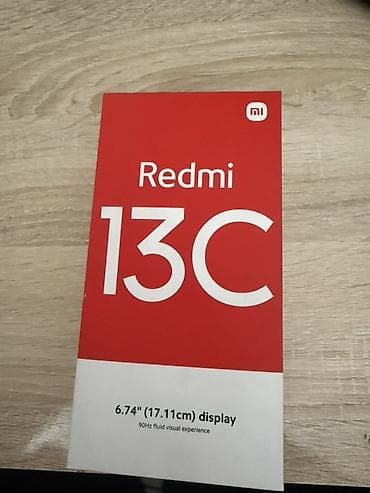 mi
Redmi
13C
6.74" (17.11cm) display
90Hz fluid visual experience